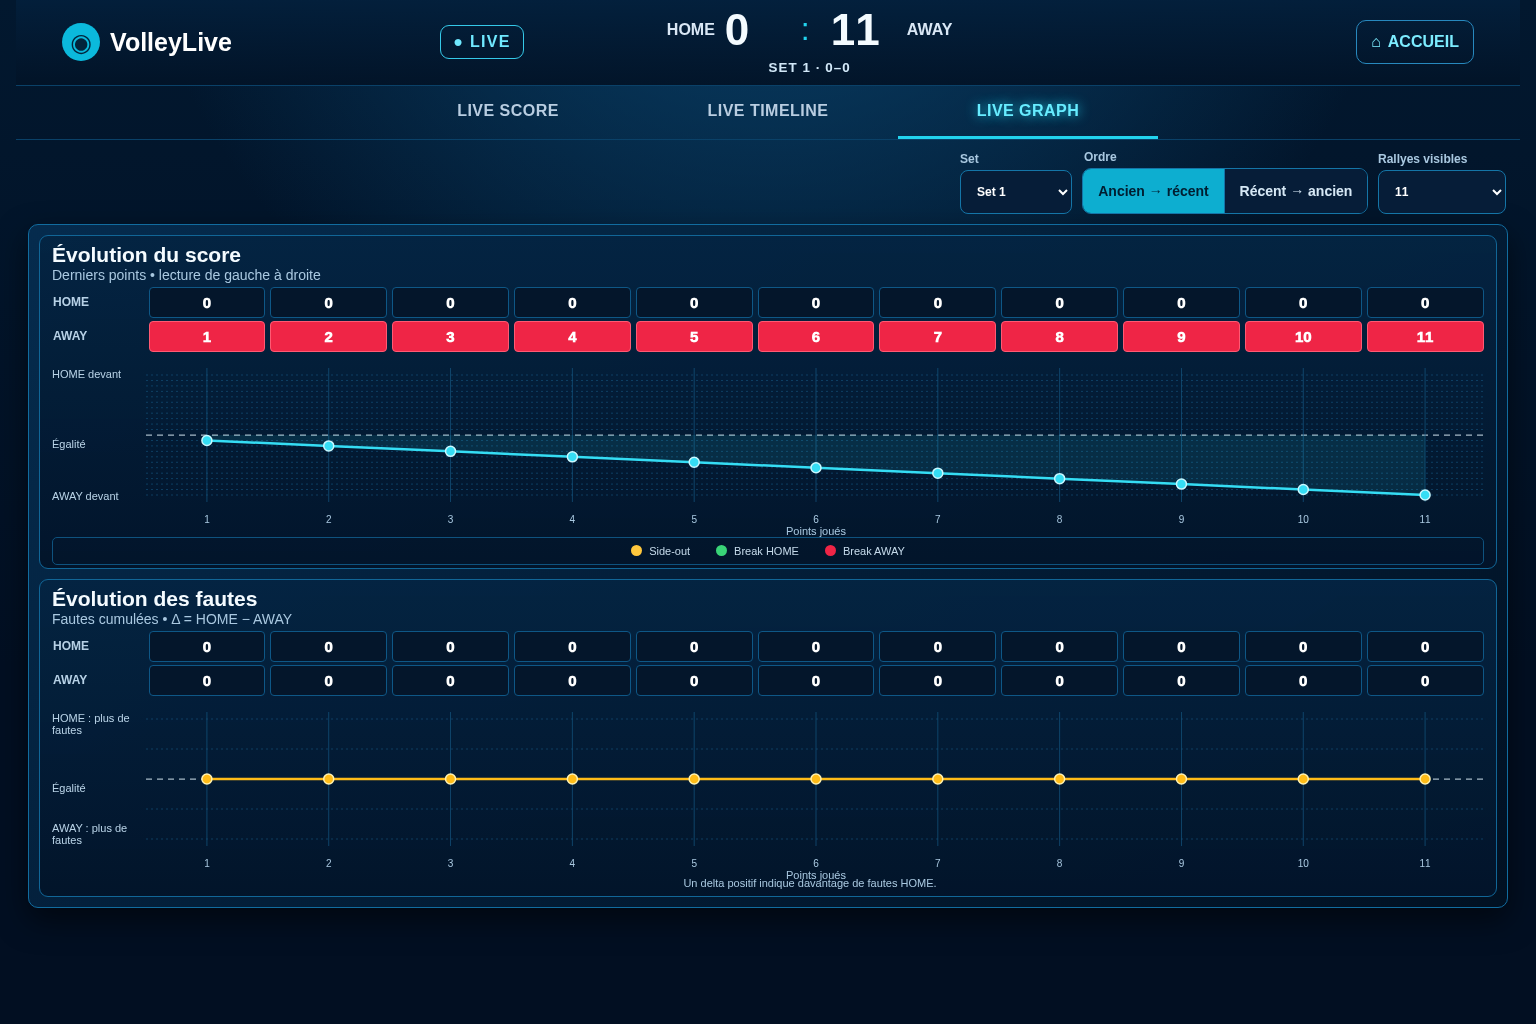 VolleyLive
● LIVE
HOME 0 : 11 AWAY
SET 1 · 0–0
⌂ ACCUEIL
LIVE SCORE LIVE TIMELINE LIVE GRAPH
Set Ordre Rallyes visibles
Set 1 Ancien → récent Récent → ancien 11
Évolution du score
Derniers points • lecture de gauche à droite
HOME 0 0 0 0 0 0 0 0 0 0 0
AWAY 1 2 3 4 5 6 7 8 9 10 11
HOME devant
Égalité
AWAY devant
1 2 3 4 5 6 7 8 9 10 11
Points joués
Side-out Break HOME Break AWAY
Évolution des fautes
Fautes cumulées • Δ = HOME − AWAY
HOME 0 0 0 0 0 0 0 0 0 0 0
AWAY 0 0 0 0 0 0 0 0 0 0 0
HOME : plus de
fautes
Égalité
AWAY : plus de
fautes
1 2 3 4 5 6 7 8 9 10 11
Points joués
Un delta positif indique davantage de fautes HOME.